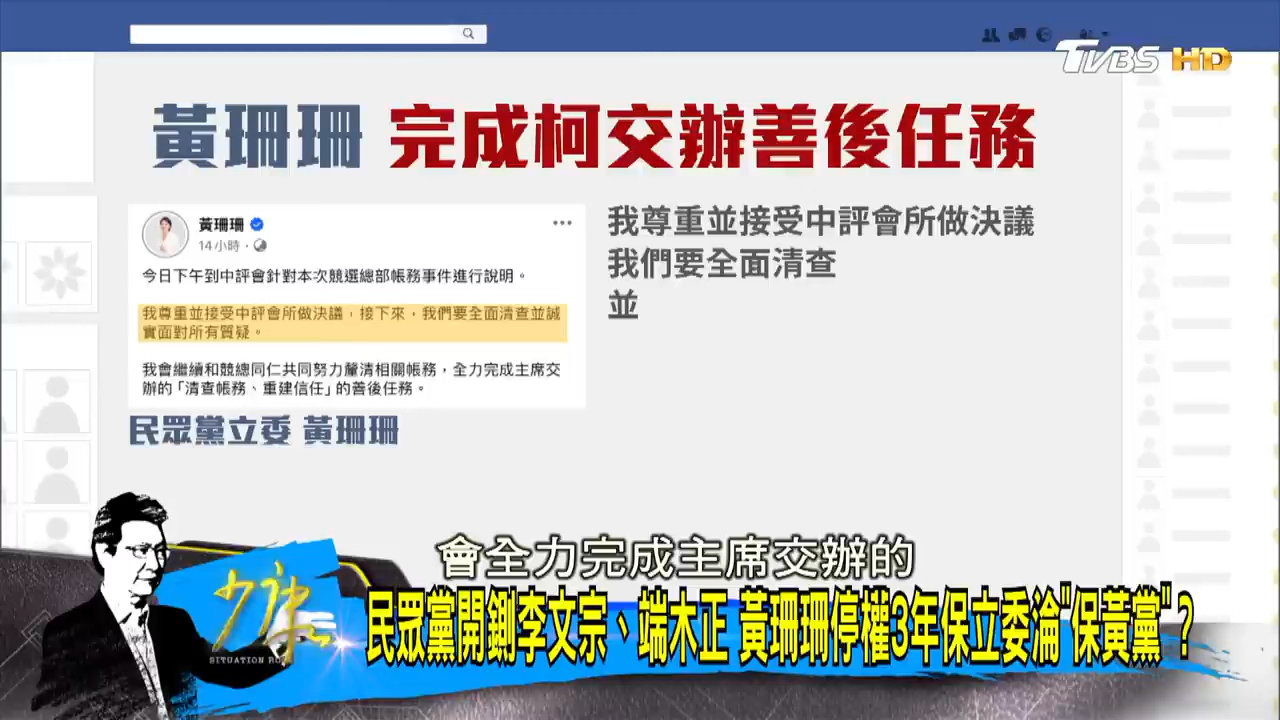 TVBS HD
黃珊珊 完成柯交辦善後任務
黃珊珊
14小時
今日下午到中評會針對本次競選總部帳務事件進行說明。
我尊重並接受中評會所做決議，接下來，我們要全面清查並誠
實面對所有質疑。
我會繼續和競總同仁共同努力釐清相關帳務，全力完成主席交
辦的「清查帳務、重建信任」的善後任務。
民眾黨立委 黃珊珊
我尊重並接受中評會所做決議
我們要全面清查
並
會全力完成主席交辦的
少康
SITUATION ROOM
民眾黨開鍘李文宗、端木正 黃珊珊停權3年保立委淪"保黃黨"？